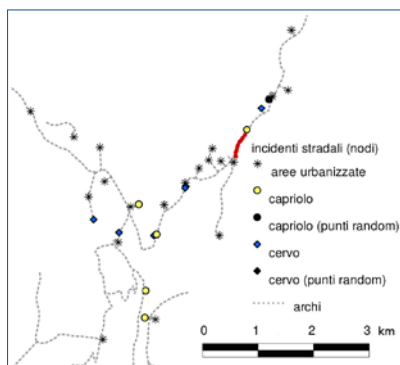 incidenti stradali (nodi)
aree urbanizzate
capriolo
capriolo (punti random)
cervo
cervo (punti random)
archi
km
0 1 2 3